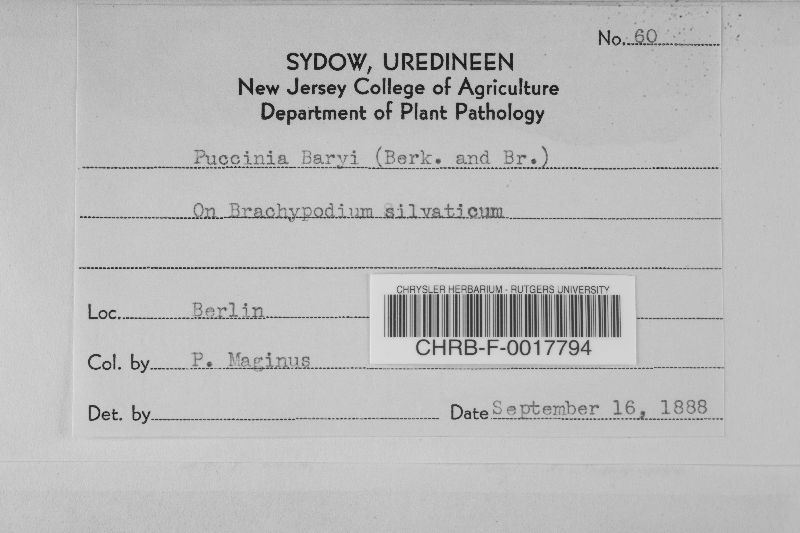 No. 60
SYDOW, UREDINEEN
New Jersey College of Agriculture
Department of Plant Pathology
Puccinia Baryi (Berk. and Br.)
On Brachypodium silvaticum
CHRYSLER HERBARIUM - RUTGERS UNIVERSITY
Loc. Berlin
CHRB-F-0017794
Col. by P. Maginus
Det. by Date September 16, 1888